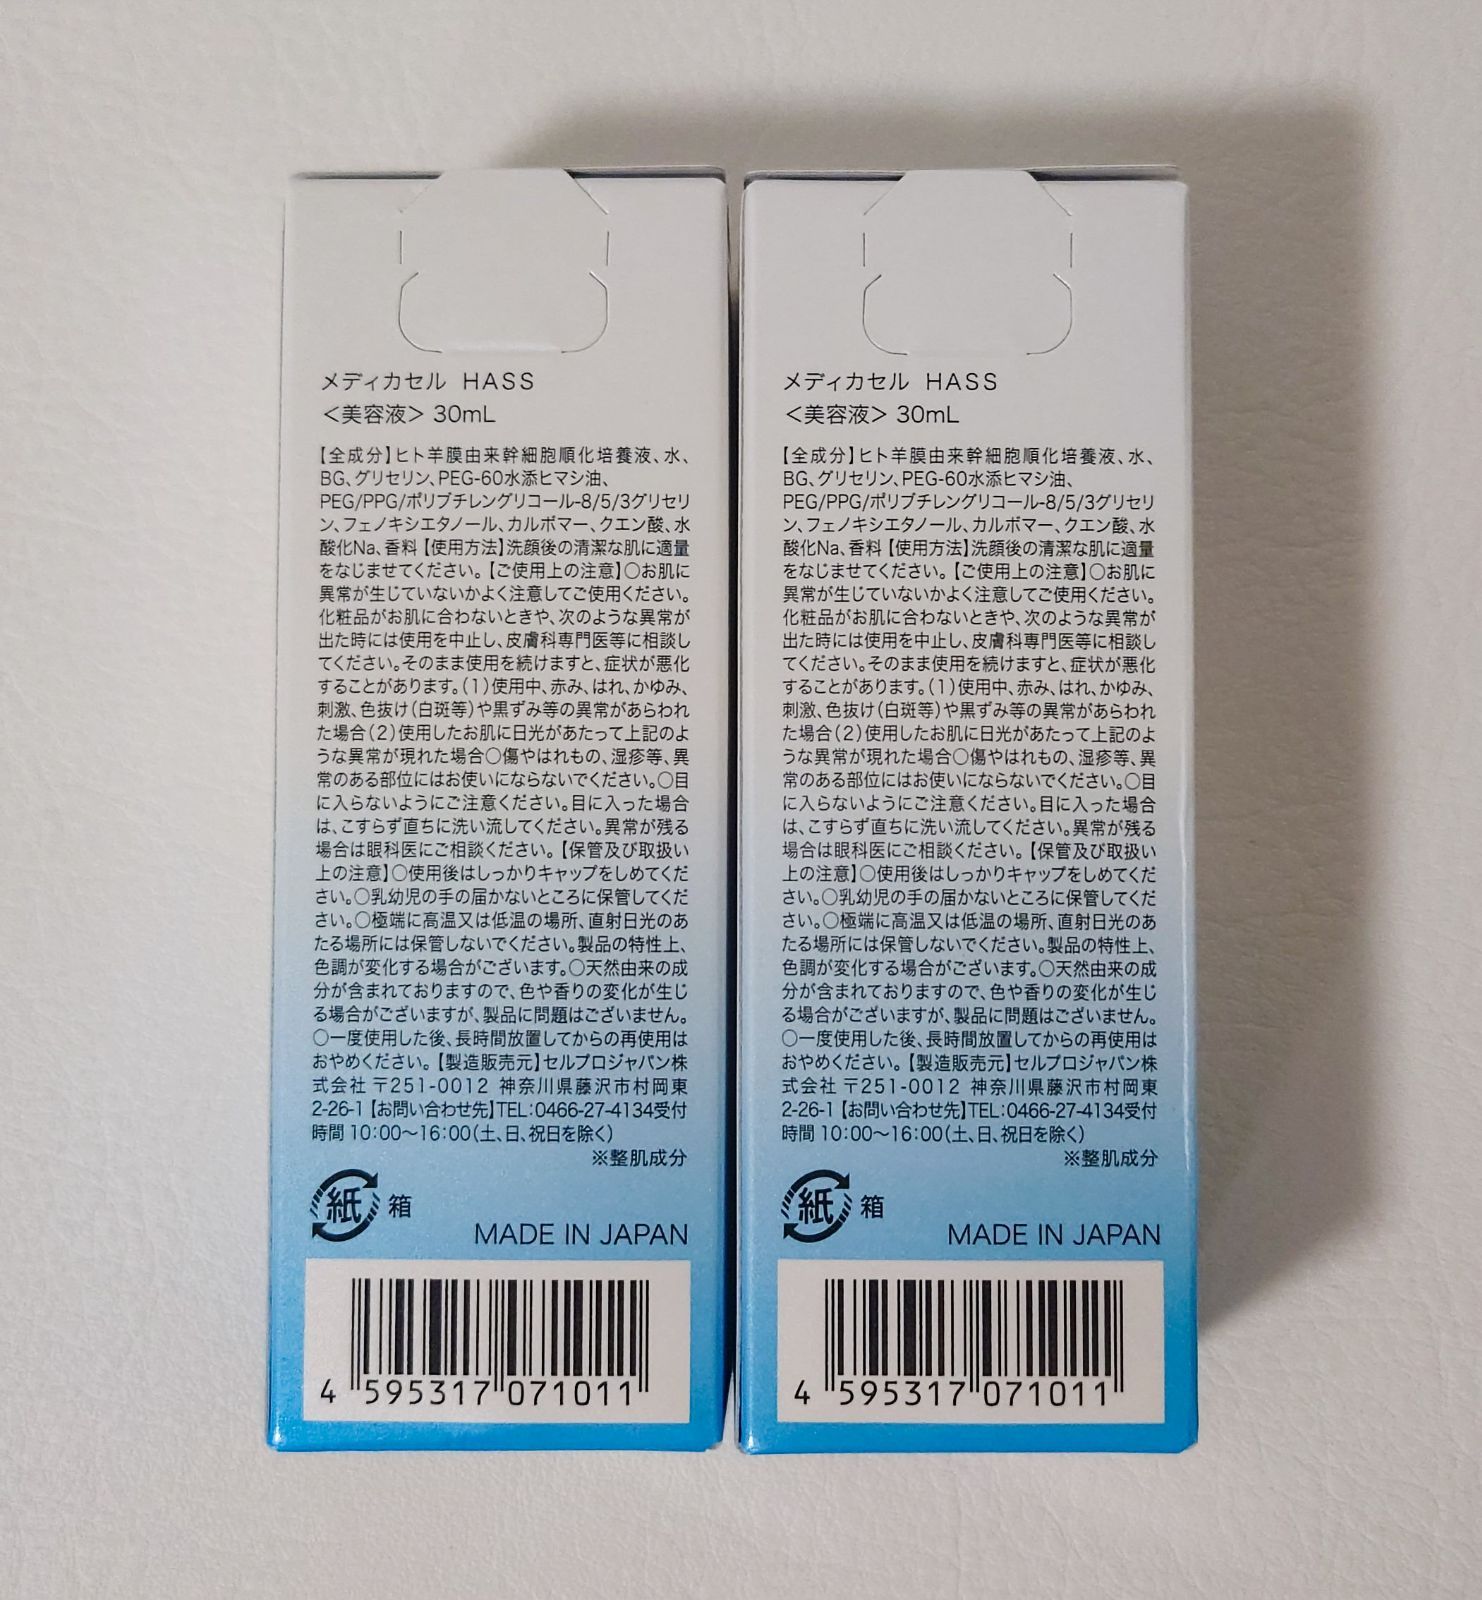 メディカセル HASS
＜美容液＞ 30mL
【全成分】ヒト羊膜由来幹細胞順化培養液、水、
BG、グリセリン、PEG-60水添ヒマシ油、
PEG/PPG/ポリブチレングリコール-8/5/3グリセリ
ン、フェノキシエタノール、カルボマー、クエン酸、水
酸化Na、香料【使用方法】洗顔後の清潔な肌に適量
をなじませてください。【ご使用上の注意】○お肌に
異常が生じていないかよく注意してご使用ください。
化粧品がお肌に合わないときや、次のような異常が
出た時には使用を中止し、皮膚科専門医等に相談し
てください。そのまま使用を続けますと、症状が悪化
することがあります。（1）使用中、赤み、はれ、かゆみ、
刺激、色抜け（白斑等）や黒ずみ等の異常があらわれ
た場合（2）使用したお肌に日光があたって上記のよ
うな異常が現れた場合○傷やはれもの、湿疹等、異
常のある部位にはお使いにならないでください。○目
に入らないようにご注意ください。目に入った場合
は、こすらず直ちに洗い流してください。異常が残る
場合は眼科医にご相談ください。【保管及び取扱い
上の注意】○使用後はしっかりキャップをしめてくだ
さい。○乳幼児の手の届かないところに保管してくだ
さい。○極端に高温又は低温の場所、直射日光のあ
たる場所には保管しないでください。製品の特性上、
色調が変化する場合がございます。○天然由来の成
分が含まれておりますので、色や香りの変化が生じ
る場合がございますが、製品に問題はございません。
○一度使用した後、長時間放置してからの再使用は
おやめください。【製造販売元】セルプロジャパン株
式会社 〒251-0012 神奈川県藤沢市村岡東
2-26-1【お問い合わせ先】TEL：0466-27-4134受付
時間 10：00〜16：00（土、日、祝日を除く）
※整肌成分
紙 箱
MADE IN JAPAN
4 595317 071011
メディカセル HASS
＜美容液＞ 30mL
【全成分】ヒト羊膜由来幹細胞順化培養液、水、
BG、グリセリン、PEG-60水添ヒマシ油、
PEG/PPG/ポリブチレングリコール-8/5/3グリセリ
ン、フェノキシエタノール、カルボマー、クエン酸、水
酸化Na、香料【使用方法】洗顔後の清潔な肌に適量
をなじませてください。【ご使用上の注意】○お肌に
異常が生じていないかよく注意してご使用ください。
化粧品がお肌に合わないときや、次のような異常が
出た時には使用を中止し、皮膚科専門医等に相談し
てください。そのまま使用を続けますと、症状が悪化
することがあります。（1）使用中、赤み、はれ、かゆみ、
刺激、色抜け（白斑等）や黒ずみ等の異常があらわれ
た場合（2）使用したお肌に日光があたって上記のよ
うな異常が現れた場合○傷やはれもの、湿疹等、異
常のある部位にはお使いにならないでください。○目
に入らないようにご注意ください。目に入った場合
は、こすらず直ちに洗い流してください。異常が残る
場合は眼科医にご相談ください。【保管及び取扱い
上の注意】○使用後はしっかりキャップをしめてくだ
さい。○乳幼児の手の届かないところに保管してくだ
さい。○極端に高温又は低温の場所、直射日光のあ
たる場所には保管しないでください。製品の特性上、
色調が変化する場合がございます。○天然由来の成
分が含まれておりますので、色や香りの変化が生じ
る場合がございますが、製品に問題はございません。
○一度使用した後、長時間放置してからの再使用は
おやめください。【製造販売元】セルプロジャパン株
式会社 〒251-0012 神奈川県藤沢市村岡東
2-26-1【お問い合わせ先】TEL：0466-27-4134受付
時間 10：00〜16：00（土、日、祝日を除く）
※整肌成分
紙 箱
MADE IN JAPAN
4 595317 071011